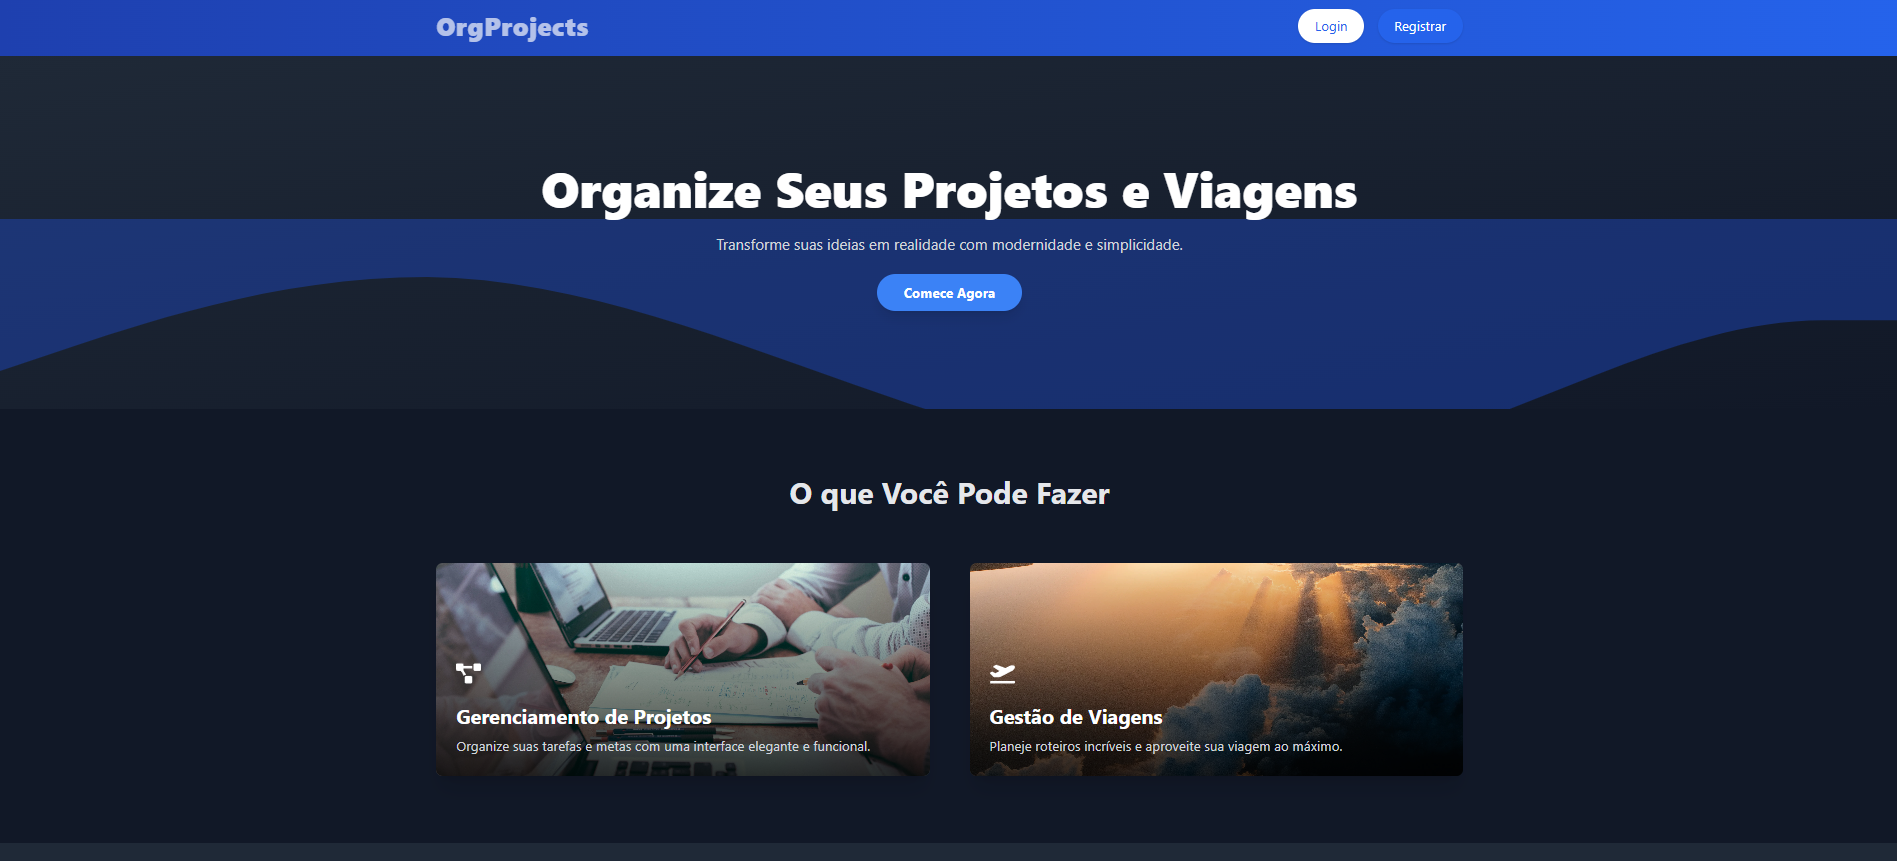 OrgProjects
Login
Registrar
Organize Seus Projetos e Viagens
Transforme suas ideias em realidade com modernidade e simplicidade.
Comece Agora
O que Você Pode Fazer
Gerenciamento de Projetos
Organize suas tarefas e metas com uma interface elegante e funcional.
Gestão de Viagens
Planeje roteiros incríveis e aproveite sua viagem ao máximo.